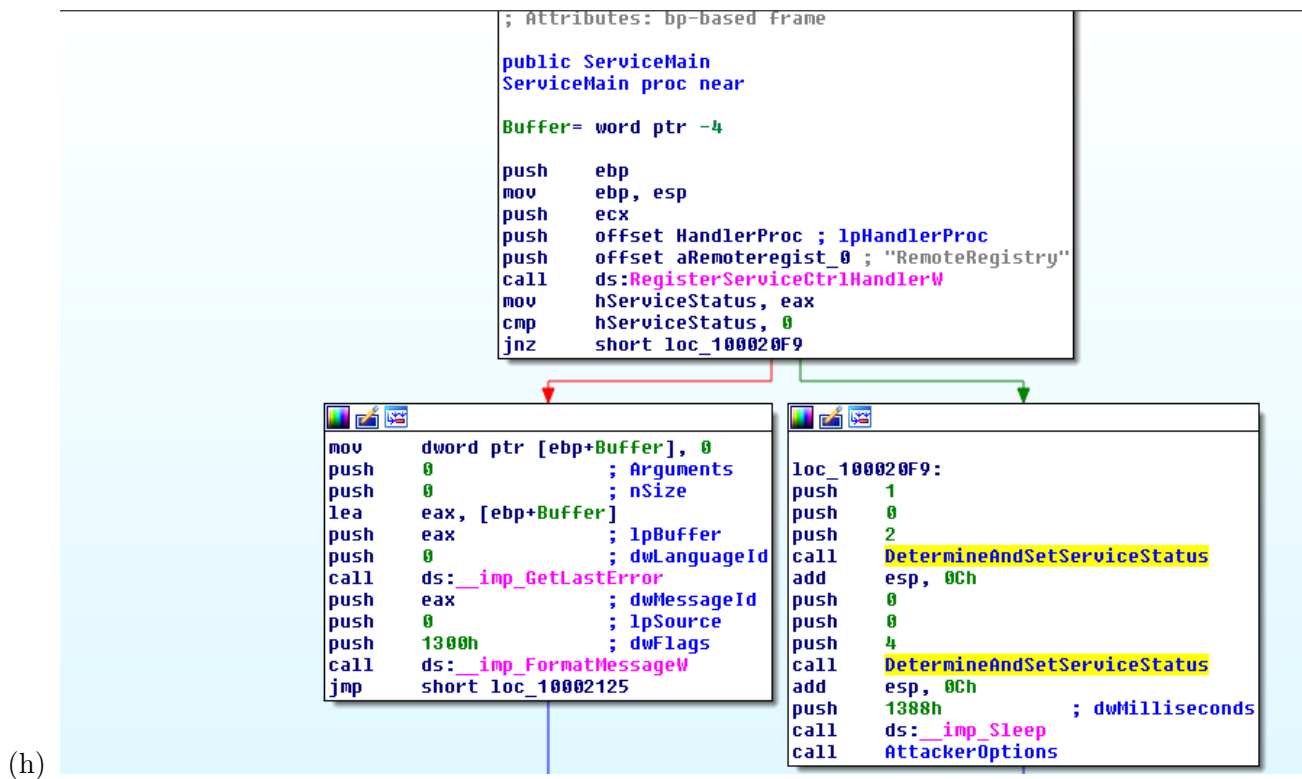 ; Attributes: bp-based frame
public ServiceMain
ServiceMain proc near
Buffer= word ptr -4
push ebp
mov ebp, esp
push ecx
push offset HandlerProc ; lpHandlerProc
push offset aRemoteregist_0 ; "RemoteRegistry"
call ds:RegisterServiceCtrlHandlerW
mov hServiceStatus, eax
cmp hServiceStatus, 0
jnz short loc_100020F9
mov dword ptr [ebp+Buffer], 0
push 0 ; Arguments
push 0 ; nSize
lea eax, [ebp+Buffer]
push eax ; lpBuffer
push 0 ; dwLanguageId
call ds:__imp_GetLastError
push eax ; dwMessageId
push 0 ; lpSource
push 1300h ; dwFlags
call ds:__imp_FormatMessageW
jmp short loc_10002125
loc_100020F9:
push 1
push 0
push 2
call DetermineAndSetServiceStatus
add esp, 0Ch
push 0
push 0
push 4
call DetermineAndSetServiceStatus
add esp, 0Ch
push 1388h ; dwMilliseconds
call ds:__imp_Sleep
call AttackerOptions
(h)